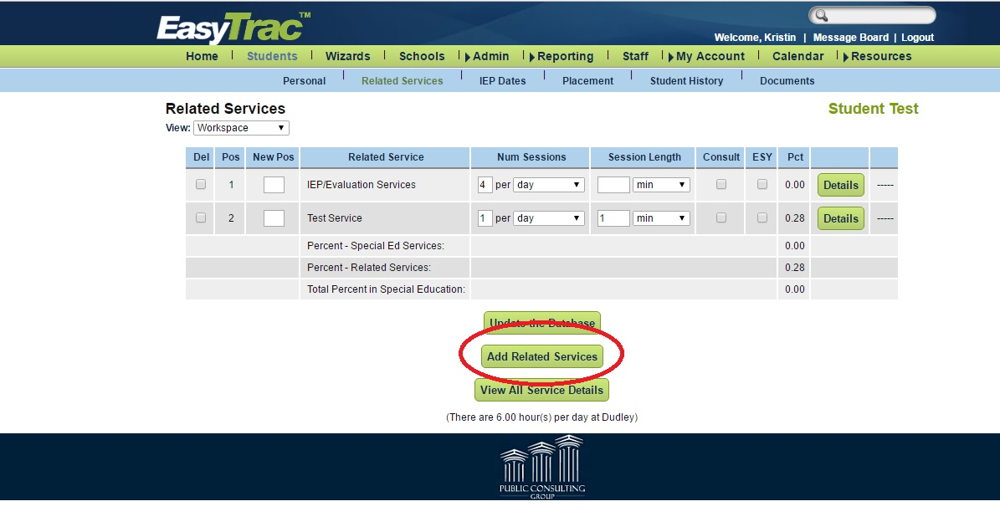 EasyTrac™
Welcome, Kristin | Message Board | Logout
Home | Students | Wizards | Schools | Admin | Reporting | Staff | My Account | Calendar | Resources
Personal | Related Services | IEP Dates | Placement | Student History | Documents
Related Services Student Test
View: Workspace
Del Pos New Pos Related Service Num Sessions Session Length Consult ESY Pct
1 IEP/Evaluation Services 4 per day min 0.00 Details -----
2 Test Service 1 per day 1 min 0.28 Details -----
Percent - Special Ed Services: 0.00
Percent - Related Services: 0.28
Total Percent in Special Education: 0.00
Update the Database
Add Related Services
View All Service Details
(There are 6.00 hour(s) per day at Dudley)
PUBLIC CONSULTING
GROUP